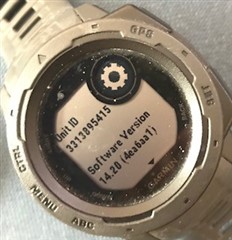 GPS
Unit ID
3313895415
Software Version
14.20 (4ea6aa1)
GARMIN
CTRL
MENU
ABC